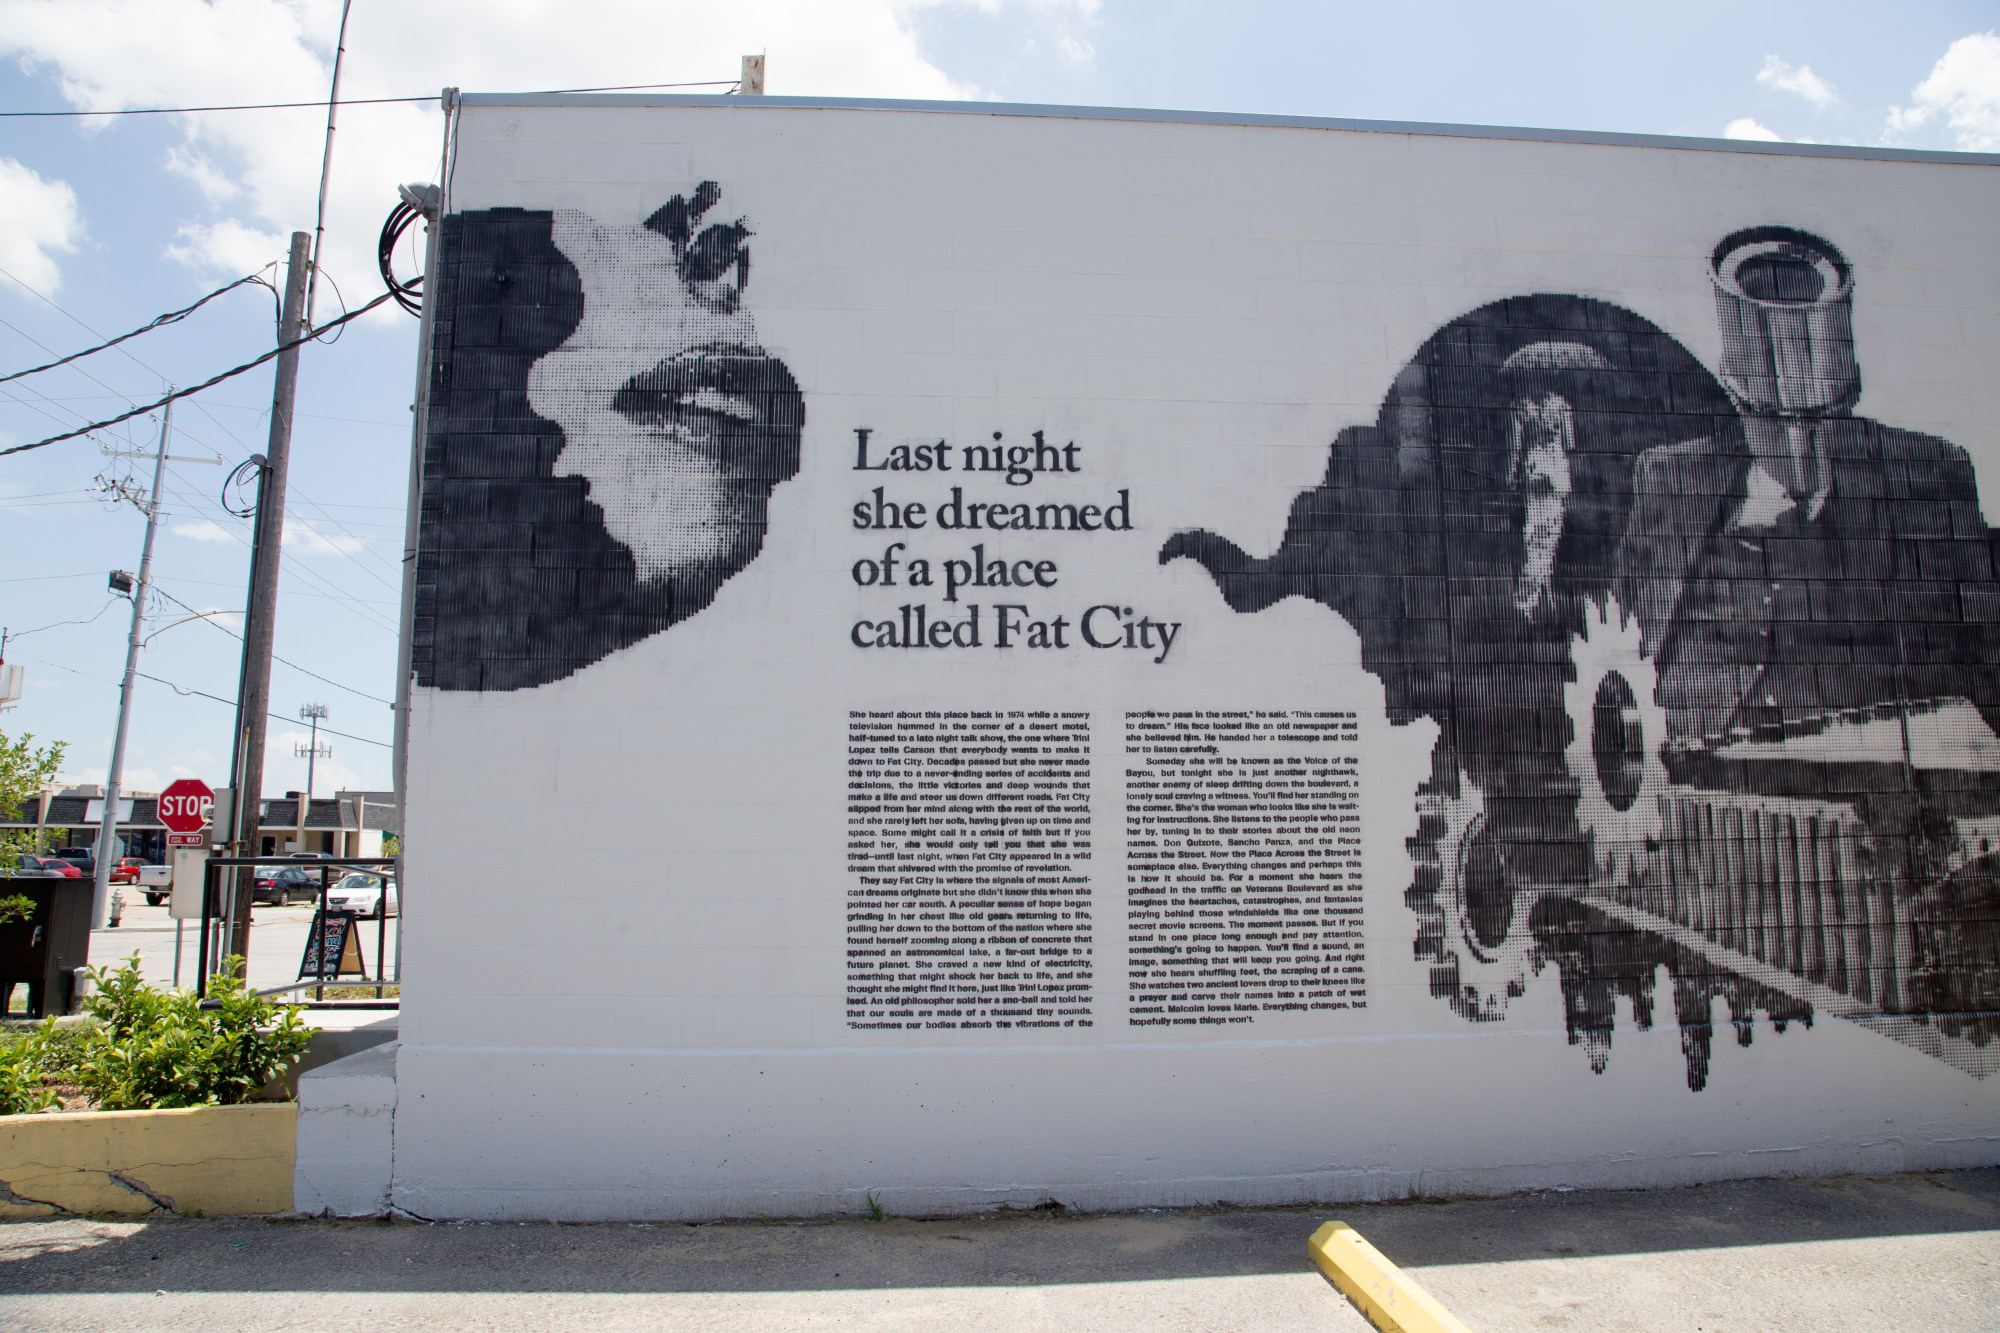 Last night
she dreamed
of a place
called Fat City
She heard about this place back in 1974 while a snowy
television hummed in the corner of a desert motel,
half-tuned to a late night talk show, the one where Trini
Lopez tells Carson that everybody wants to make it
down to Fat City. Decades passed but she never made
the trip due to a never-ending series of accidents and
decisions, the little victories and deep wounds that
make a life and steer us down different roads. Fat City
slipped from her mind along with the rest of the world,
and she rarely left her sofa, having given up on time and
space. Some might call it a crisis of faith but if you
asked her, she would only tell you that she was
tired—until last night, when Fat City appeared in a wild
dream that shivered with the promise of revelation.
They say Fat City is where the signals of most Ameri-
can dreams originate but she didn't know this when she
pointed her car south. A peculiar sense of hope began
grinding in her chest like old gears returning to life,
pulling her down to the bottom of the nation where she
found herself zooming along a ribbon of concrete that
spanned an astronomical lake, a far-out bridge to a
future planet. She craved a new kind of electricity,
something that might shock her back to life, and she
thought she might find it here, just like Trini Lopez prom-
ised. An old philosopher sold her a sno-ball and told her
that our souls are made of a thousand tiny sounds.
"Sometimes our bodies absorb the vibrations of the
people we pass in the street," he said. "This causes us
to dream." His face looked like an old newspaper and
she believed him. He handed her a telescope and told
her to listen carefully.
Someday she will be known as the Voice of the
Bayou, but tonight she is just another nighthawk,
another enemy of sleep drifting down the boulevard, a
lonely soul craving a witness. You'll find her standing on
the corner. She's the woman who looks like she is wait-
ing for instructions. She listens to the people who pass
her by, tuning in to their stories about the old neon
names. Don Quixote, Sancho Panza, and the Place
Across the Street. Now the Place Across the Street is
someplace else. Everything changes and perhaps this
is how it should be. For a moment she hears the
godhead in the traffic on Veterans Boulevard as she
imagines the heartaches, catastrophes, and fantasies
playing behind those windshields like one thousand
secret movie screens. The moment passes. But if you
stand in one place long enough and pay attention,
something's going to happen. You'll find a sound, an
image, something that will keep you going. And right
now she hears shuffling feet, the scraping of a cane.
She watches two ancient lovers drop to their knees like
a prayer and carve their names into a patch of wet
cement. Malcolm loves Marie. Everything changes, but
hopefully some things won't.
STOP
WAY